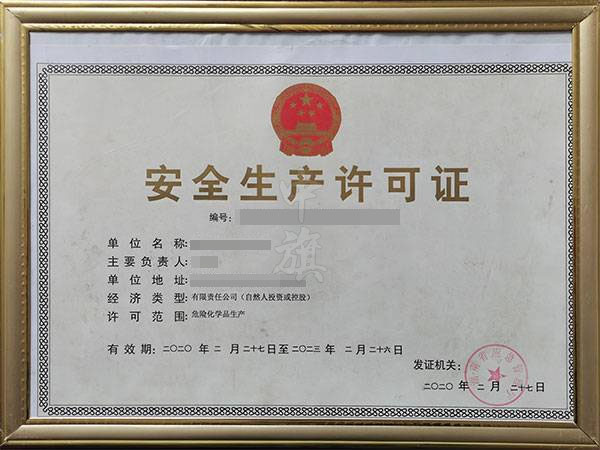 安全生产许可证
中旗
编号:
单位名称:
主要负责人:
单位地址:
经济类型:有限责任公司（自然人投资或控股）
许可范围:危险化学品生产
有效期:二〇二〇年 二 月 二十七日至二〇二三年 二 月 二十六日
发证机关:
二〇二〇 年 二 月 二十七日